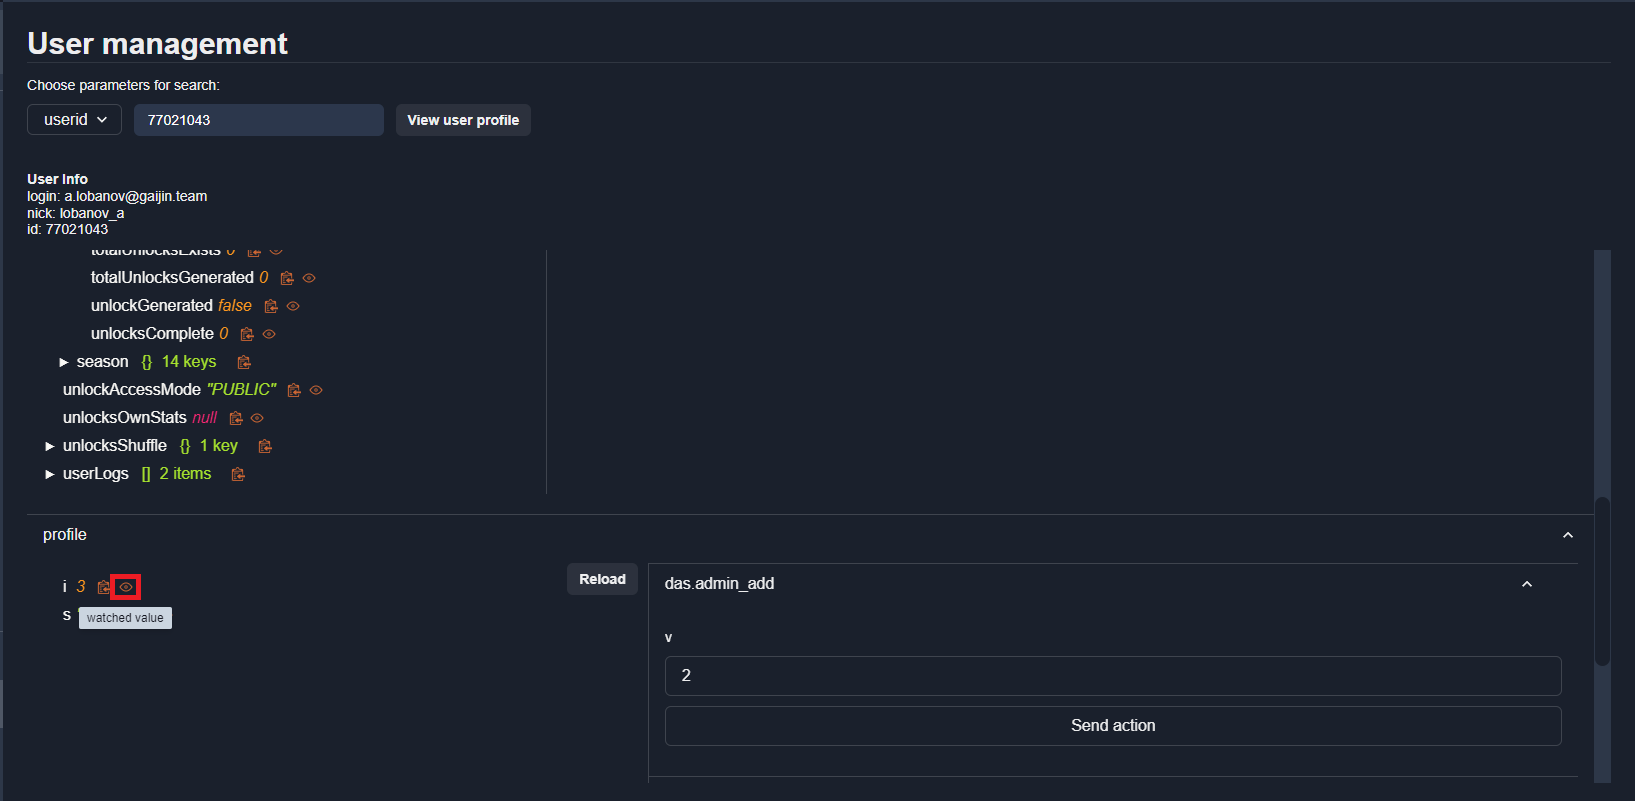 User management
Choose parameters for search:
userid 77021043 View user profile
User Info
login: a.lobanov@gaijin.team
nick: lobanov_a
id: 77021043
totalUnlocksExists 0
totalUnlocksGenerated 0
unlockGenerated false
unlocksComplete 0
season {} 14 keys
unlockAccessMode "PUBLIC"
unlocksOwnStats null
unlocksShuffle {} 1 key
userLogs [] 2 items
profile
i 3
s
watched value
Reload
das.admin_add
v
2
Send action